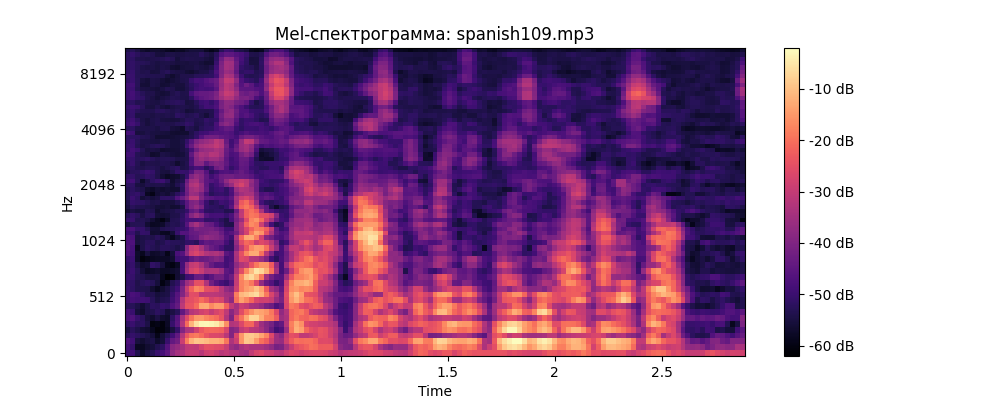 Mel-спектрограмма: spanish109.mp3
Hz
8192
4096
2048
1024
512
0
0 0.5 1 1.5 2 2.5
Time
-10 dB
-20 dB
-30 dB
-40 dB
-50 dB
-60 dB